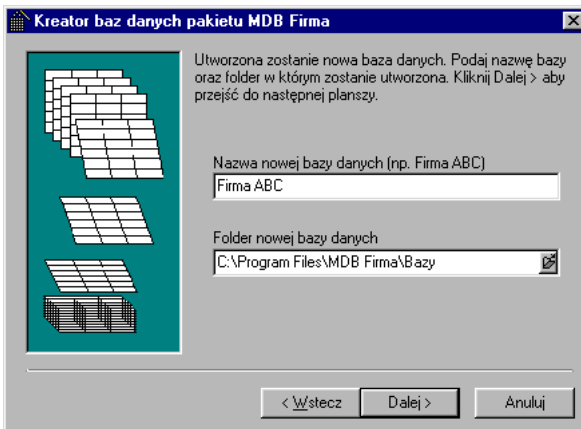 Kreator baz danych pakietu MDB Firma
Utworzona zostanie nowa baza danych. Podaj nazwę bazy
oraz folder w którym zostanie utworzona. Kliknij Dalej > aby
przejść do następnej planszy.
Nazwa nowej bazy danych (np. Firma ABC)
Firma ABC
Folder nowej bazy danych
C:\Program Files\MDB Firma\Bazy
< Wstecz
Dalej >
Anuluj